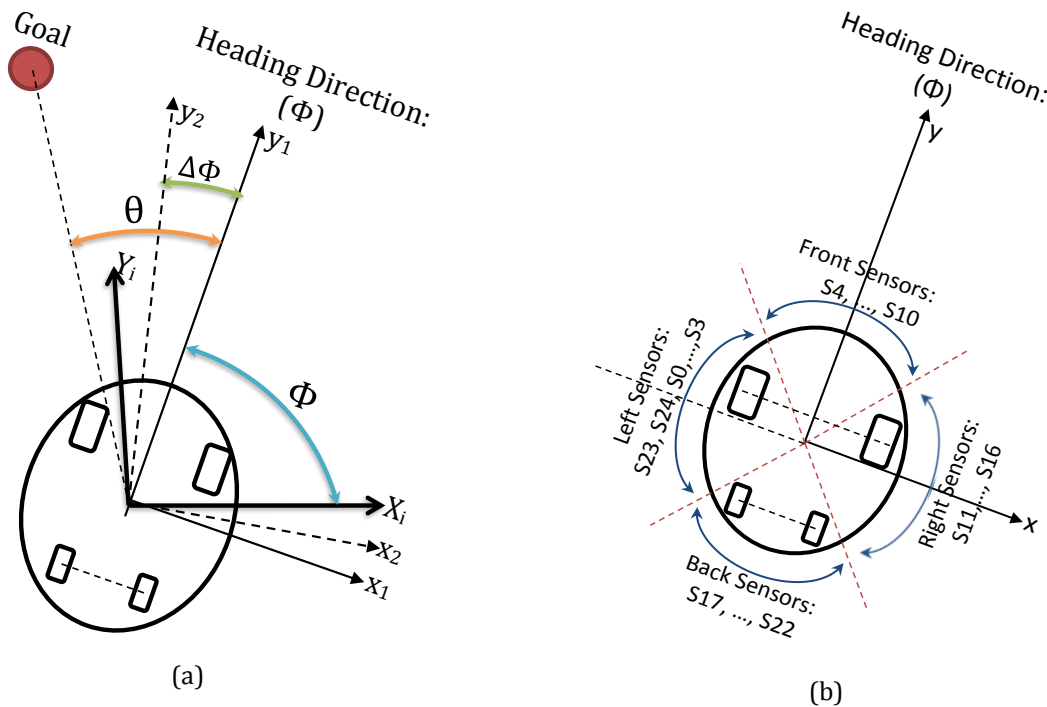 Goal
Heading Direction:
(Φ)
y₂
y₁
ΔΦ
θ
Yᵢ
Φ
Xᵢ
x₂
x₁
(a)
Heading Direction:
(Φ)
y
Front Sensors:
S4, ..., S10
Left Sensors:
S23, S24, S0,...,S3
Right Sensors:
S11,..., S16
x
Back Sensors:
S17, ..., S22
(b)